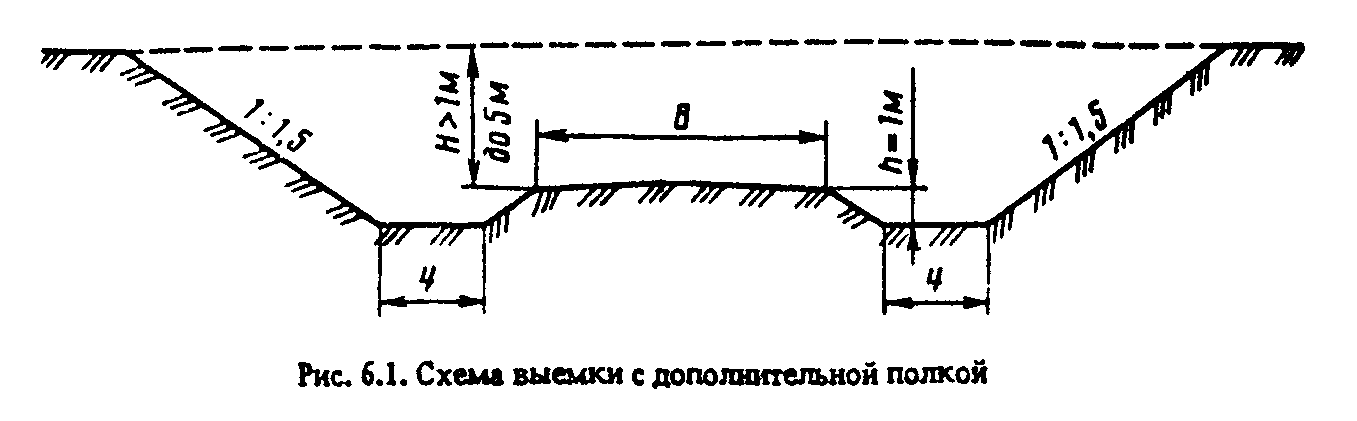 1:1,5
H>1м
до 5м
В
h=1м
1:1,5
4
4
Рис. 6.1. Схема выемки с дополнительной полкой